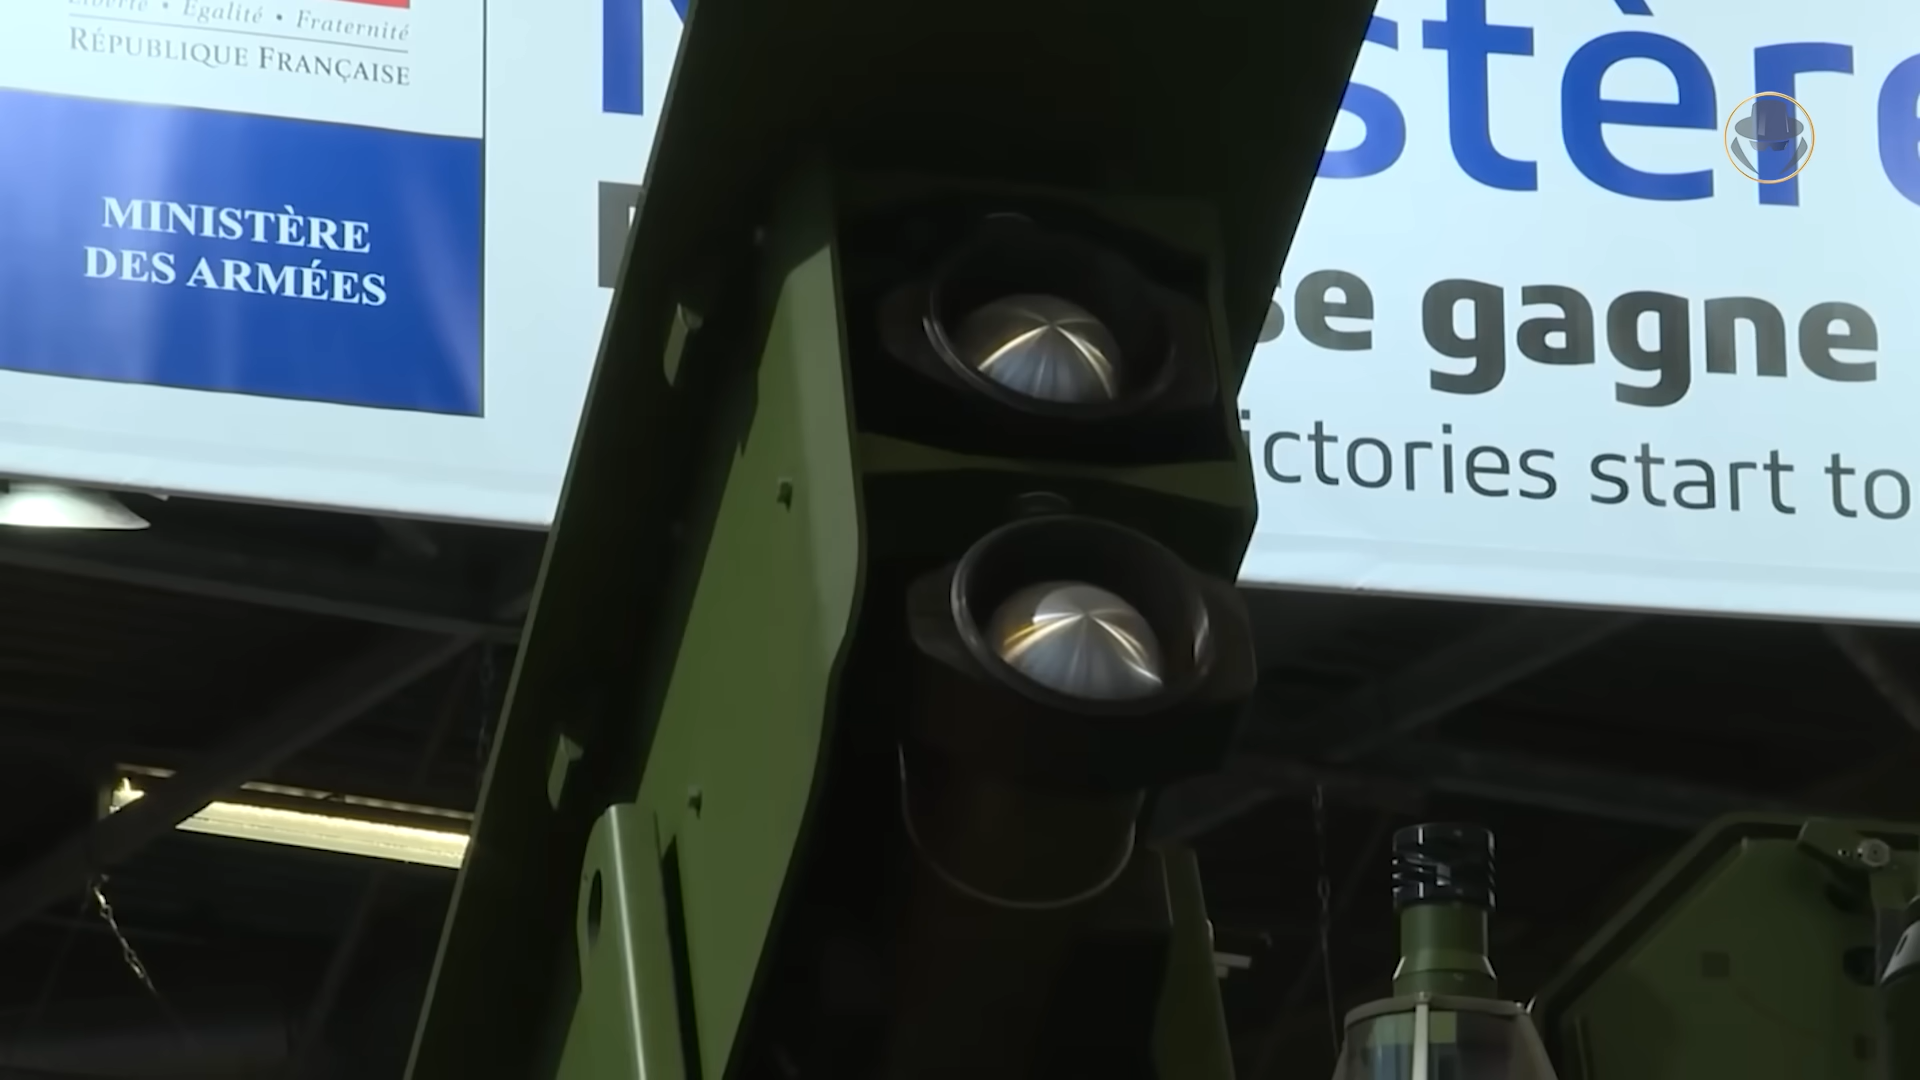 Liberté • Égalité • Fraternité
RÉPUBLIQUE FRANÇAISE
MINISTÈRE
DES ARMÉES
stère
se gagne
ictories start to